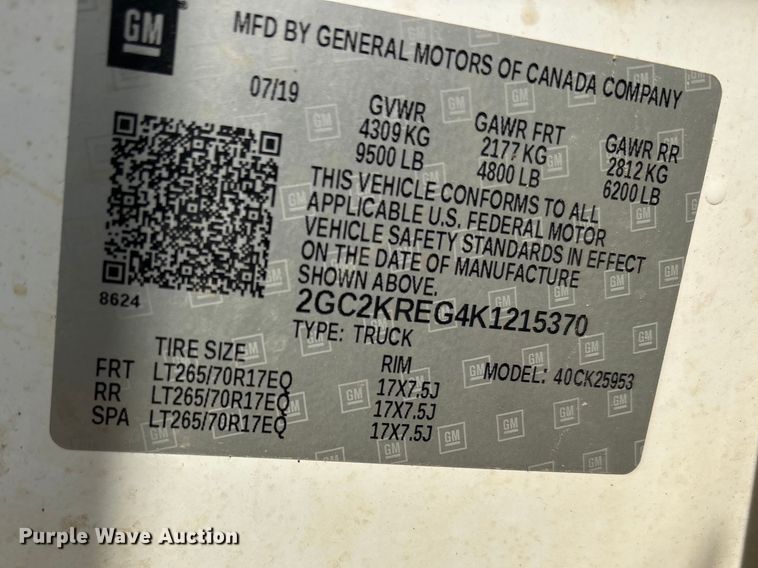 GM
MFD BY GENERAL MOTORS OF CANADA COMPANY
07/19
GVWR GAWR FRT GAWR RR
4309 KG 2177 KG 2812 KG
9500 LB 4800 LB 6200 LB
THIS VEHICLE CONFORMS TO ALL
APPLICABLE U.S. FEDERAL MOTOR
VEHICLE SAFETY STANDARDS IN EFFECT
ON THE DATE OF MANUFACTURE
SHOWN ABOVE.
8624
2GC2KREG4K1215370
TYPE: TRUCK
TIRE SIZE RIM MODEL: 40CK25953
FRT LT265/70R17EQ 17X7.5J
RR LT265/70R17EQ 17X7.5J
SPA LT265/70R17EQ 17X7.5J
Purple Wave Auction